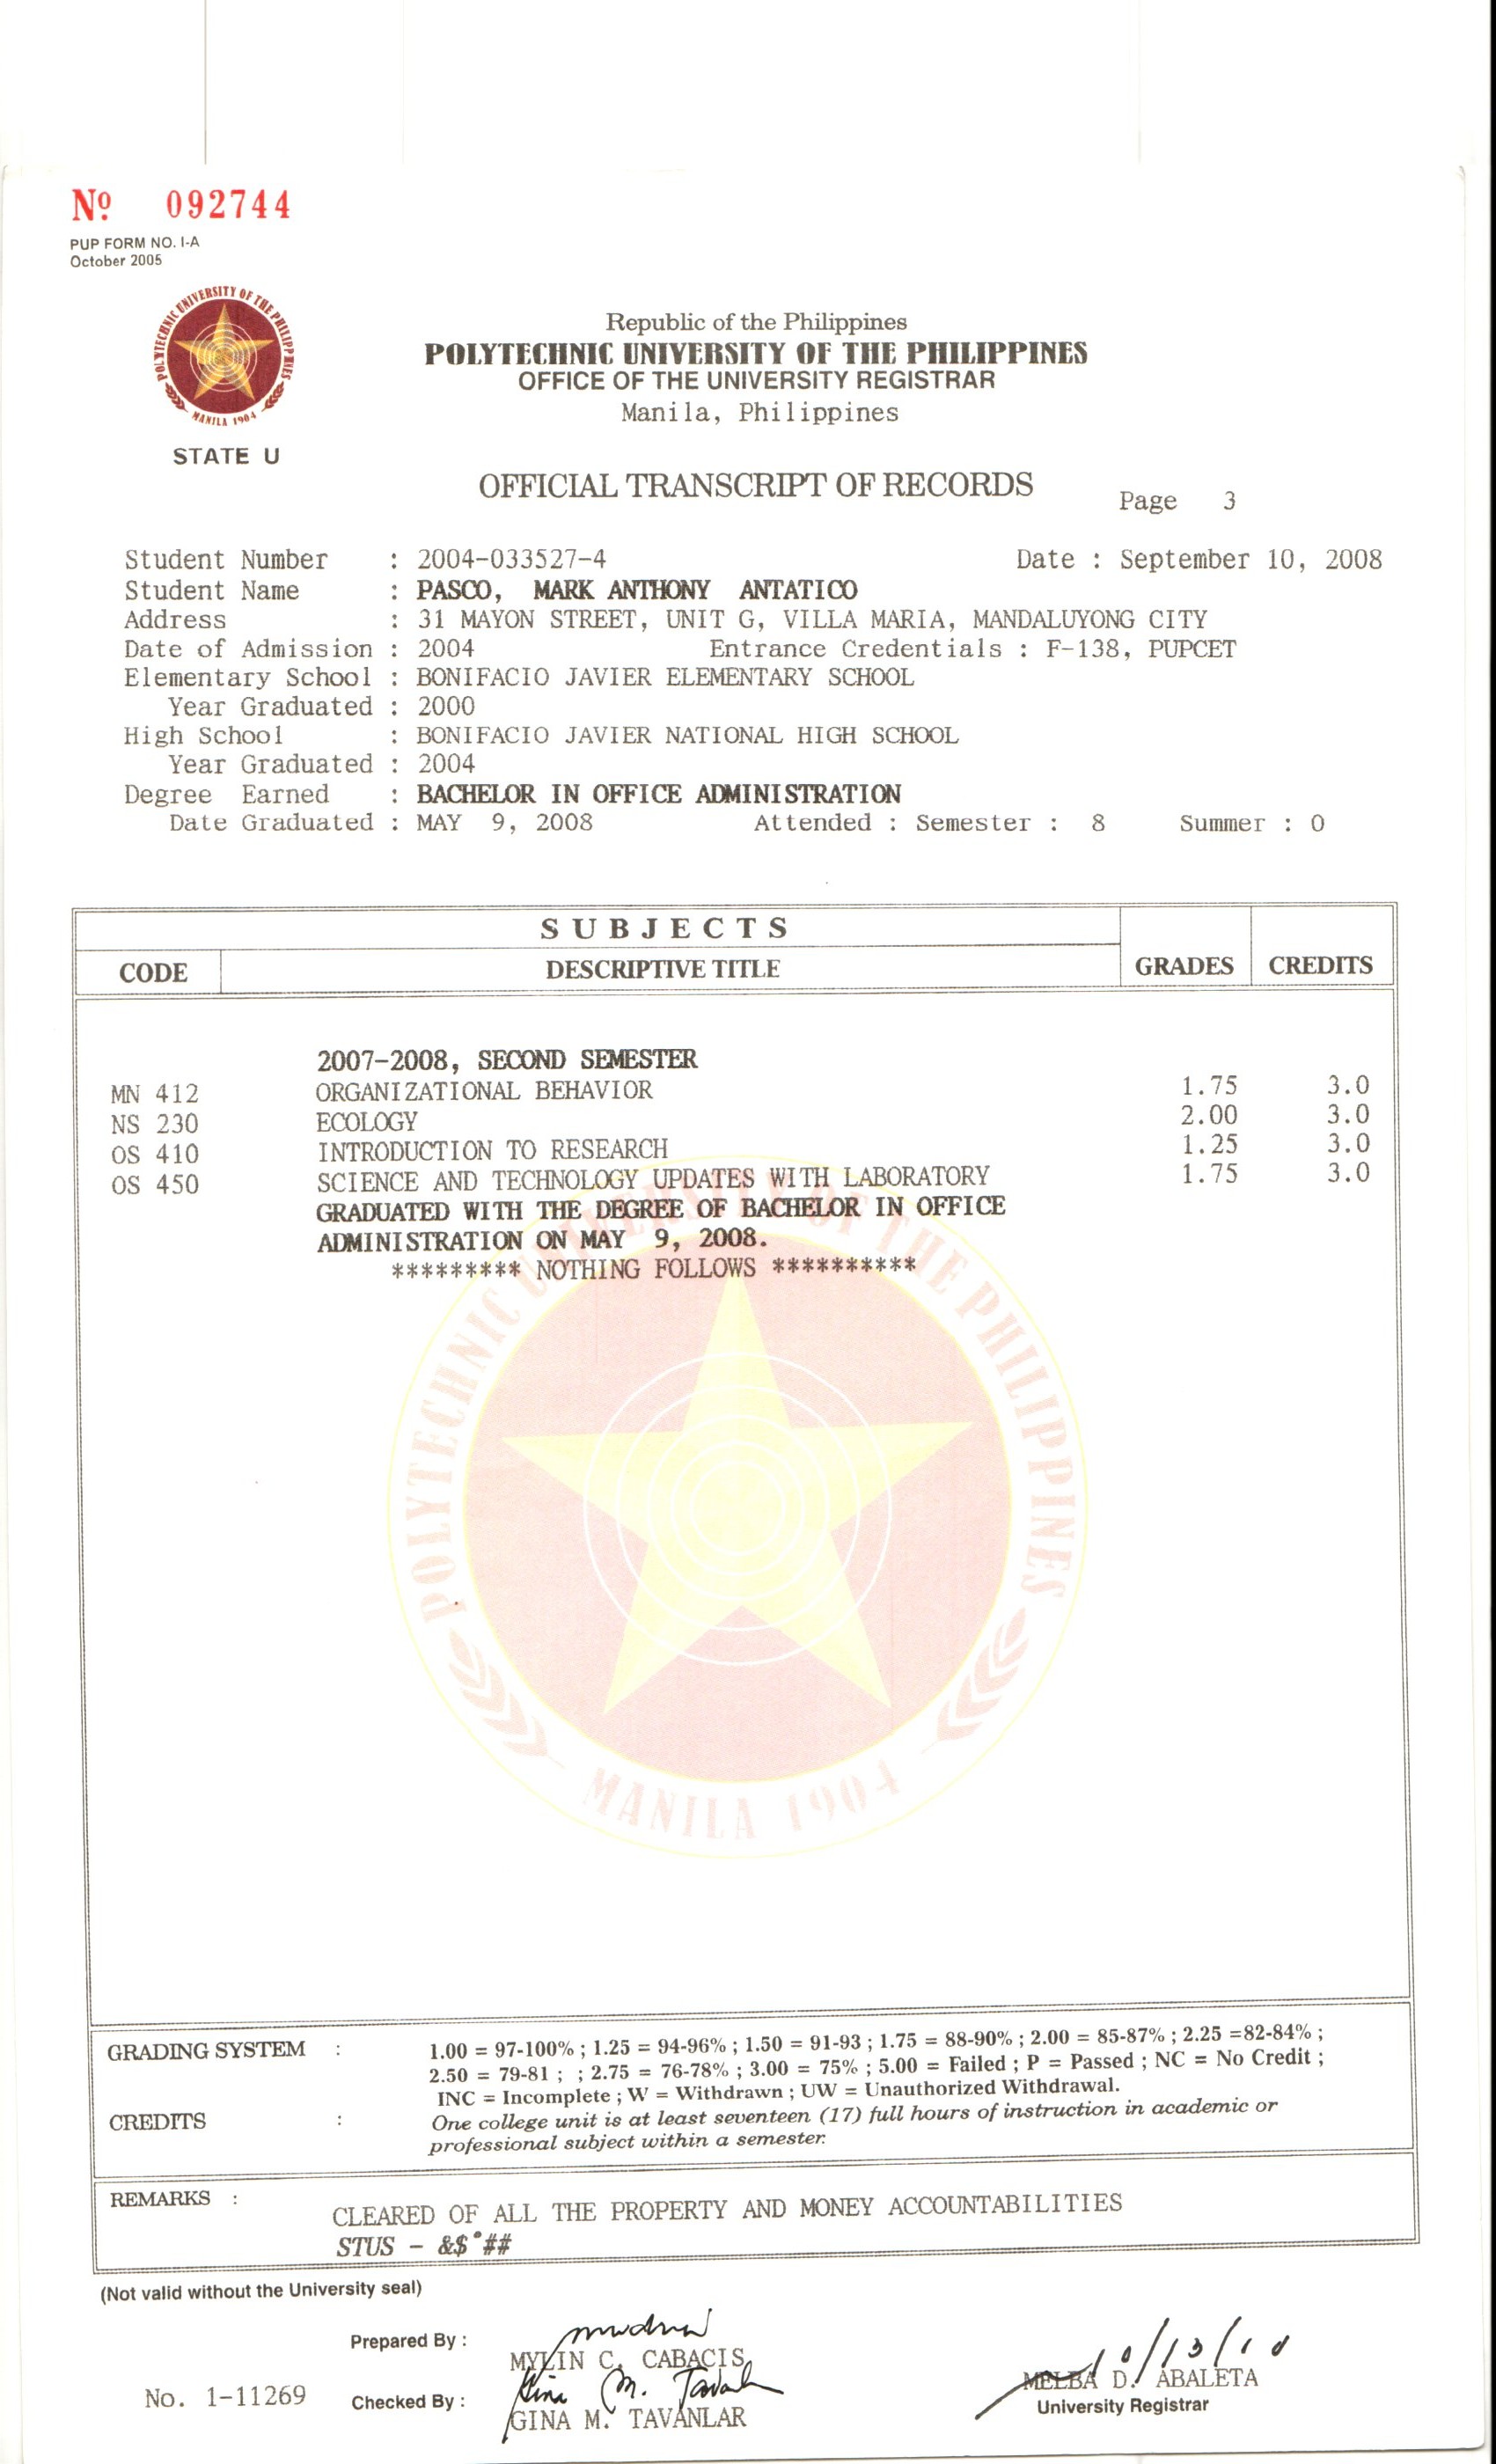 Nº 092744
PUP FORM NO. I-A
October 2005
POLYTECHNIC UNIVERSITY OF THE PHILIPPINES
MANILA 1904
STATE U
Republic of the Philippines
POLYTECHNIC UNIVERSITY OF THE PHILIPPINES
OFFICE OF THE UNIVERSITY REGISTRAR
Manila, Philippines
OFFICIAL TRANSCRIPT OF RECORDS Page 3
Student Number : 2004-033527-4 Date : September 10, 2008
Student Name : PASCO, MARK ANTHONY ANTATICO
Address : 31 MAYON STREET, UNIT G, VILLA MARIA, MANDALUYONG CITY
Date of Admission : 2004 Entrance Credentials : F-138, PUPCET
Elementary School : BONIFACIO JAVIER ELEMENTARY SCHOOL
Year Graduated : 2000
High School : BONIFACIO JAVIER NATIONAL HIGH SCHOOL
Year Graduated : 2004
Degree Earned : BACHELOR IN OFFICE ADMINISTRATION
Date Graduated : MAY 9, 2008 Attended : Semester : 8 Summer : 0
SUBJECTS
CODE DESCRIPTIVE TITLE GRADES CREDITS
2007-2008, SECOND SEMESTER
MN 412 ORGANIZATIONAL BEHAVIOR 1.75 3.0
NS 230 ECOLOGY 2.00 3.0
OS 410 INTRODUCTION TO RESEARCH 1.25 3.0
OS 450 SCIENCE AND TECHNOLOGY UPDATES WITH LABORATORY 1.75 3.0
GRADUATED WITH THE DEGREE OF BACHELOR IN OFFICE
ADMINISTRATION ON MAY 9, 2008.
********* NOTHING FOLLOWS **********
POLYTECHNIC UNIVERSITY OF THE PHILIPPINES
MANILA 1904
GRADING SYSTEM : 1.00 = 97-100% ; 1.25 = 94-96% ; 1.50 = 91-93 ; 1.75 = 88-90% ; 2.00 = 85-87% ; 2.25 =82-84% ;
2.50 = 79-81 ; ; 2.75 = 76-78% ; 3.00 = 75% ; 5.00 = Failed ; P = Passed ; NC = No Credit ;
INC = Incomplete ; W = Withdrawn ; UW = Unauthorized Withdrawal.
CREDITS : One college unit is at least seventeen (17) full hours of instruction in academic or
professional subject within a semester.
REMARKS :
CLEARED OF ALL THE PROPERTY AND MONEY ACCOUNTABILITIES
STUS - &$*##
(Not valid without the University seal)
Prepared By :
MYLIN C. CABACIS
10/13/10
MELBA D. ABALETA
University Registrar
No. 1-11269 Checked By :
GINA M. TAVANLAR